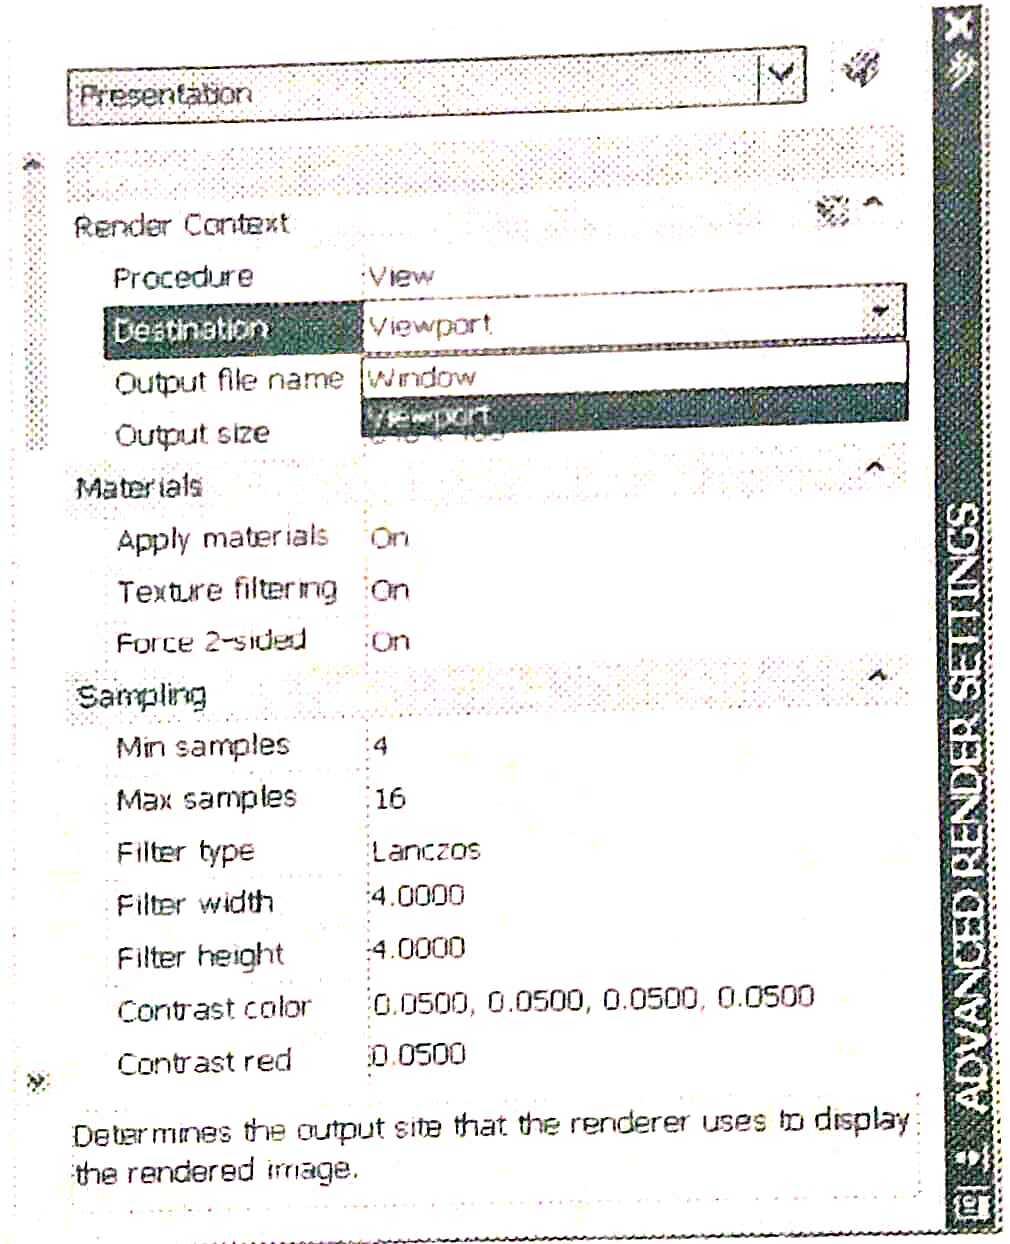 Presentation
Render Context
Procedure View
Destination Viewport
Output file name Window
Viewport
Output size
Materials
Apply materials On
Texture filtering On
Force 2-sided On
Sampling
Min samples 4
Max samples 16
Filter type Lanczos
Filter width 4.0000
Filter height 4.0000
Contrast color 0.0500, 0.0500, 0.0500, 0.0500
Contrast red 0.0500
Determines the output site that the renderer uses to display
the rendered image.
ADVANCED RENDER SETTINGS